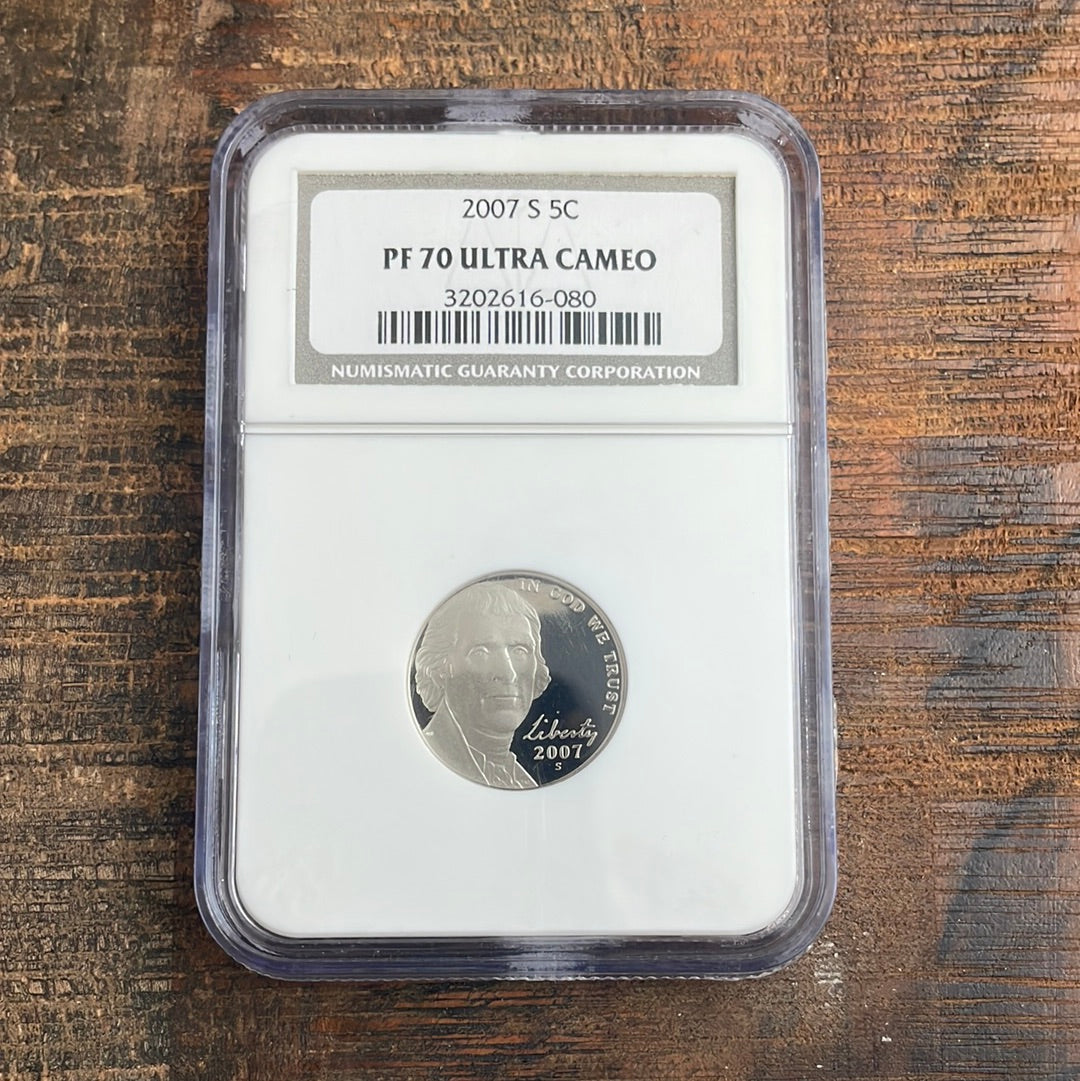 2007 S 5C
PF 70 ULTRA CAMEO
3202616-080
NUMISMATIC GUARANTY CORPORATION
IN GOD WE TRUST
Liberty
2007
S